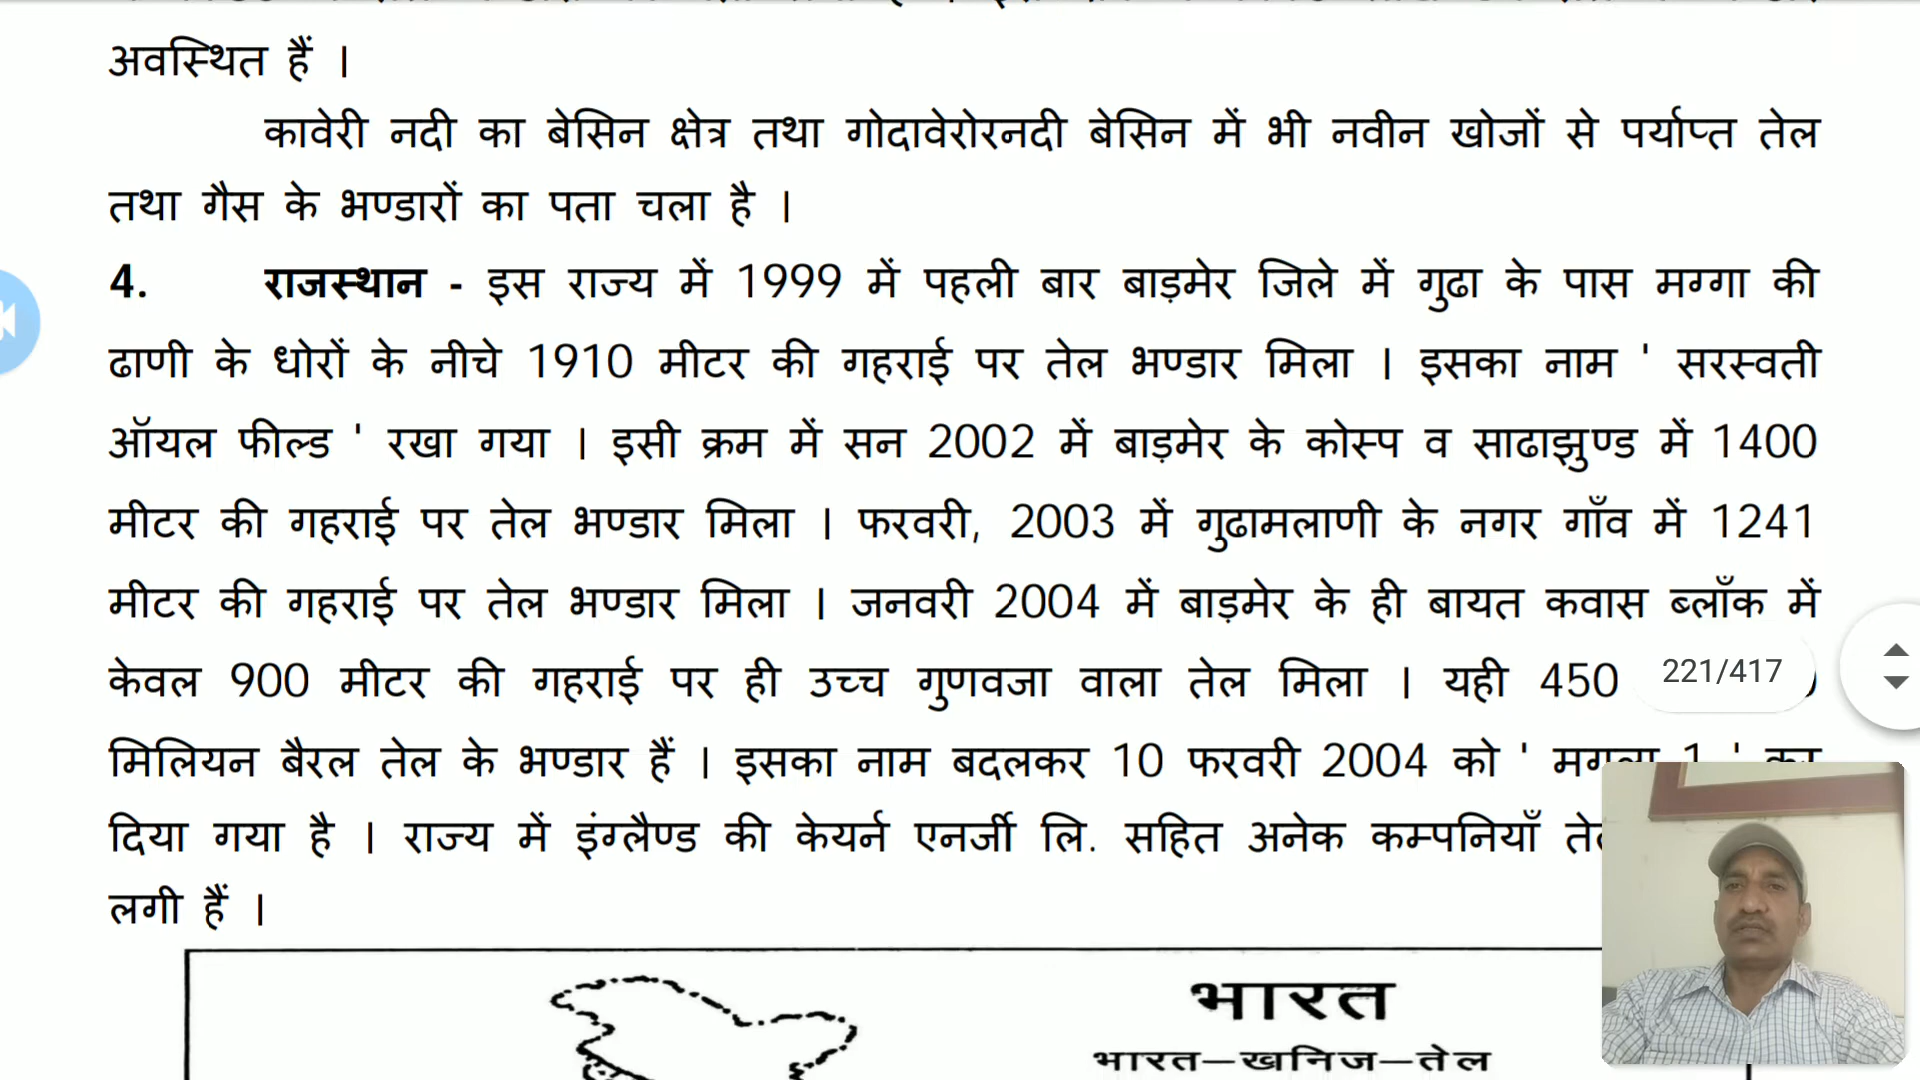 अवस्थित हैं ।
कावेरी नदी का बेसिन क्षेत्र तथा गोदावेरोरनदी बेसिन में भी नवीन खोजों से पर्याप्त तेल
तथा गैस के भण्डारों का पता चला है ।
4. राजस्थान - इस राज्य में 1999 में पहली बार बाड़मेर जिले में गुढा के पास मग्गा की
ढाणी के धोरों के नीचे 1910 मीटर की गहराई पर तेल भण्डार मिला । इसका नाम ' सरस्वती
ऑयल फील्ड ' रखा गया । इसी क्रम में सन 2002 में बाड़मेर के कोस्प व साढाझुण्ड में 1400
मीटर की गहराई पर तेल भण्डार मिला । फरवरी, 2003 में गुढामलाणी के नगर गाँव में 1241
मीटर की गहराई पर तेल भण्डार मिला । जनवरी 2004 में बाड़मेर के ही बायत कवास ब्लॉंक में
केवल 900 मीटर की गहराई पर ही उच्च गुणवजा वाला तेल मिला । यही 450
221/417
मिलियन बैरल तेल के भण्डार हैं । इसका नाम बदलकर 10 फरवरी 2004 को ' 1 '
दिया गया है । राज्य में इंग्लैण्ड की केयर्न एनर्जी लि. सहित अनेक कम्पनियाँ
लगी हैं ।
भारत
भारत–खनिज–तेल